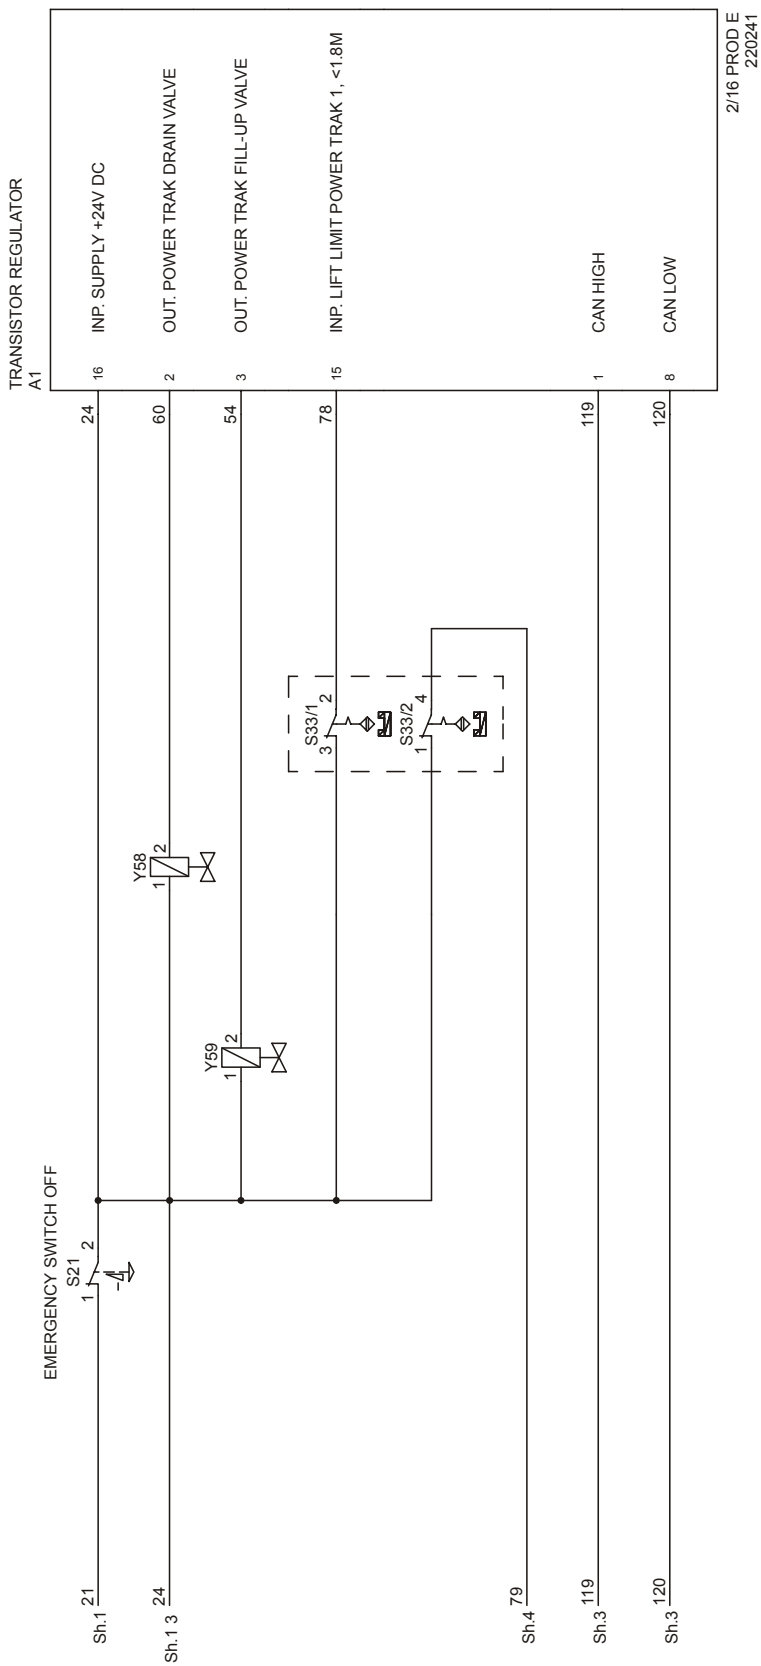 TRANSISTOR REGULATOR
A1
24 16 INP. SUPPLY +24V DC
60 2 OUT. POWER TRAK DRAIN VALVE
54 3 OUT. POWER TRAK FILL-UP VALVE
78 15 INP. LIFT LIMIT POWER TRAK 1, <1.8M
119 1 CAN HIGH
120 8 CAN LOW
EMERGENCY SWITCH OFF
S21
1 2
Y58
1 2
Y59
1 2
S33/1
3 2
S33/2
1 4
21
Sh.1
24
Sh.1 3
79
Sh.4
119
Sh.3
120
Sh.3
2/16 PROD E
220241